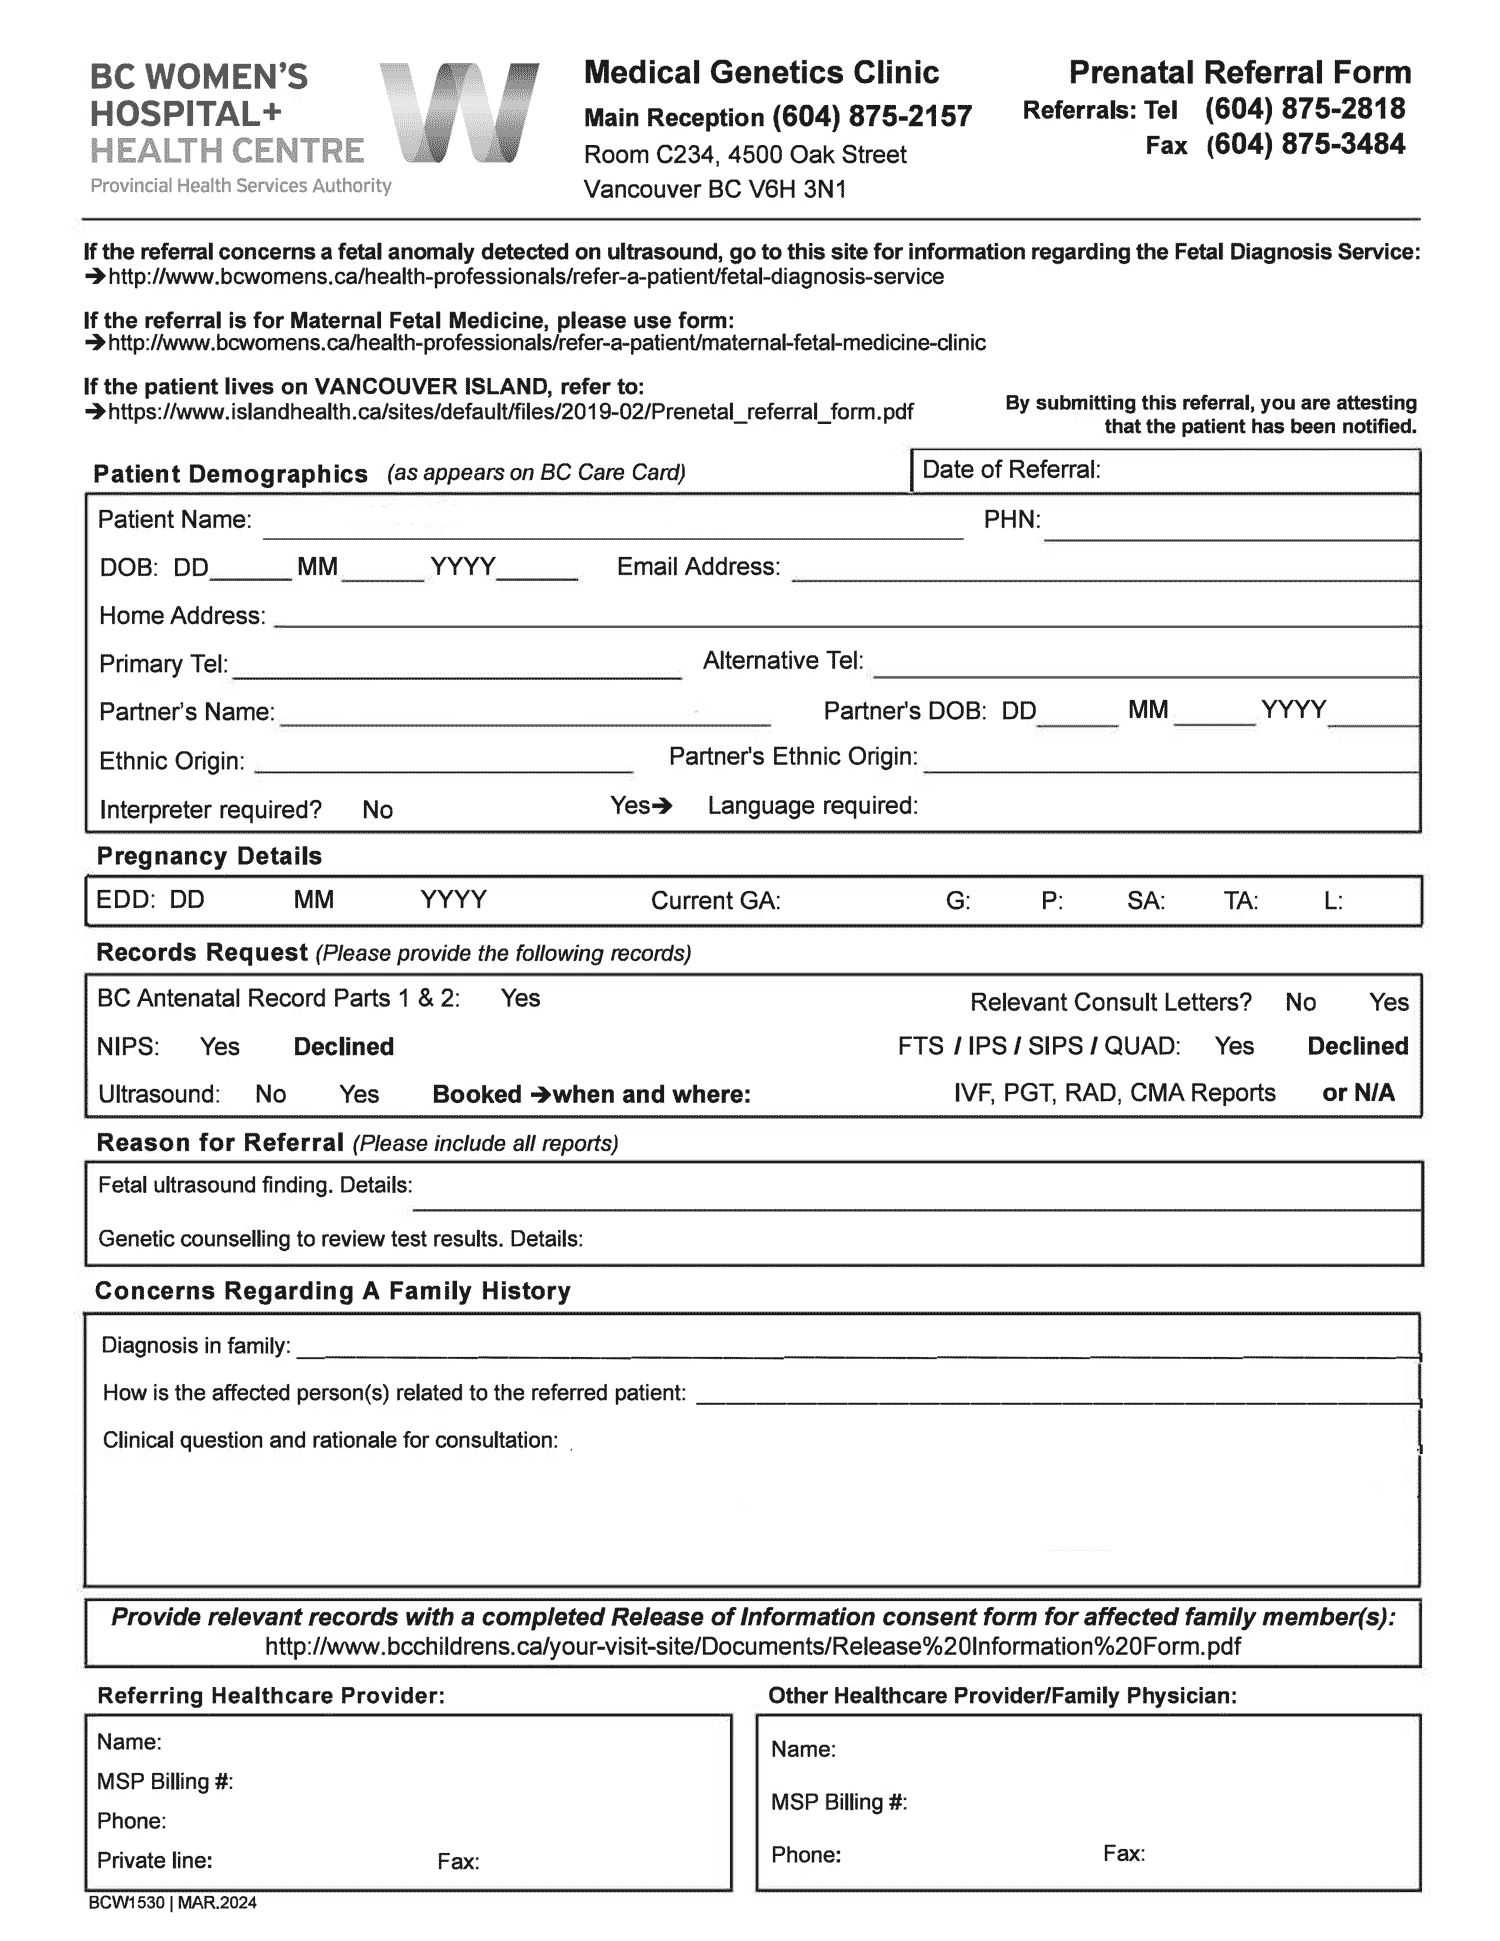 BC WOMEN'S
HOSPITAL+
HEALTH CENTRE
Provincial Health Services Authority
Medical Genetics Clinic
Main Reception (604) 875-2157
Room C234, 4500 Oak Street
Vancouver BC V6H 3N1
Prenatal Referral Form
Referrals: Tel (604) 875-2818
Fax (604) 875-3484
If the referral concerns a fetal anomaly detected on ultrasound, go to this site for information regarding the Fetal Diagnosis Service:
➔http://www.bcwomens.ca/health-professionals/refer-a-patient/fetal-diagnosis-service
If the referral is for Maternal Fetal Medicine, please use form:
➔http://www.bcwomens.ca/health-professionals/refer-a-patient/maternal-fetal-medicine-clinic
If the patient lives on VANCOUVER ISLAND, refer to:
➔https://www.islandhealth.ca/sites/default/files/2019-02/Prenetal_referral_form.pdf
By submitting this referral, you are attesting
that the patient has been notified.
Patient Demographics (as appears on BC Care Card)
Date of Referral:
Patient Name: PHN:
DOB: DD MM YYYY Email Address:
Home Address:
Primary Tel: Alternative Tel:
Partner's Name: Partner's DOB: DD MM YYYY
Ethnic Origin: Partner's Ethnic Origin:
Interpreter required? No Yes➔ Language required:
Pregnancy Details
EDD: DD MM YYYY Current GA: G: P: SA: TA: L:
Records Request (Please provide the following records)
BC Antenatal Record Parts 1 & 2: Yes Relevant Consult Letters? No Yes
NIPS: Yes Declined FTS / IPS / SIPS / QUAD: Yes Declined
Ultrasound: No Yes Booked ➔when and where: IVF, PGT, RAD, CMA Reports or N/A
Reason for Referral (Please include all reports)
Fetal ultrasound finding. Details:
Genetic counselling to review test results. Details:
Concerns Regarding A Family History
Diagnosis in family:
How is the affected person(s) related to the referred patient:
Clinical question and rationale for consultation:
Provide relevant records with a completed Release of Information consent form for affected family member(s):
http://www.bcchildrens.ca/your-visit-site/Documents/Release%20Information%20Form.pdf
Referring Healthcare Provider:
Name:
MSP Billing #:
Phone:
Private line: Fax:
Other Healthcare Provider/Family Physician:
Name:
MSP Billing #:
Phone: Fax:
BCW1530 | MAR.2024